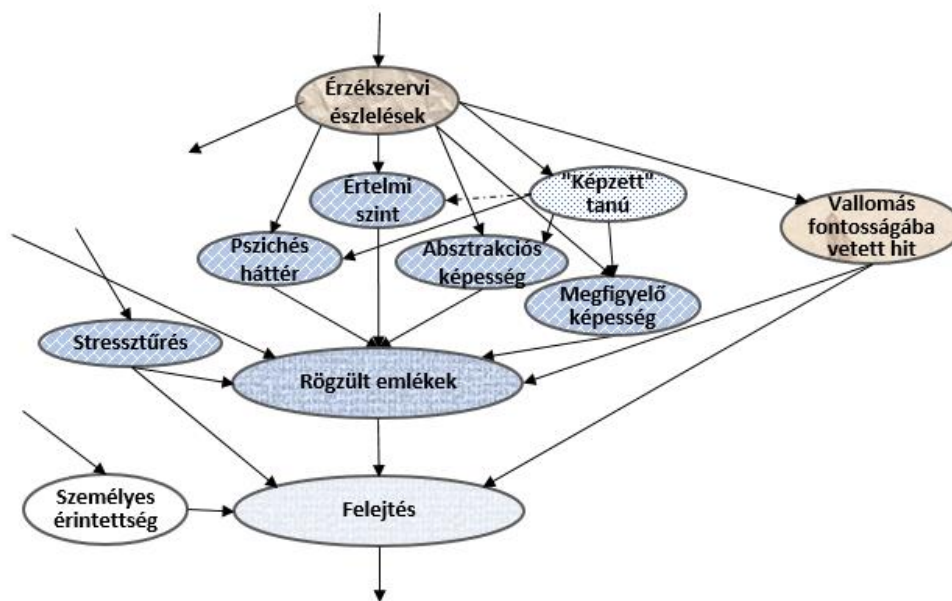 Érzékszervi
észlelések
Értelmi
szint
"Képzett"
tanú
Vallomás
fontosságába
vetett hit
Pszichés
háttér
Absztrakciós
képesség
Megfigyelő
képesség
Stressztűrés
Rögzült emlékek
Személyes
érintettség
Felejtés